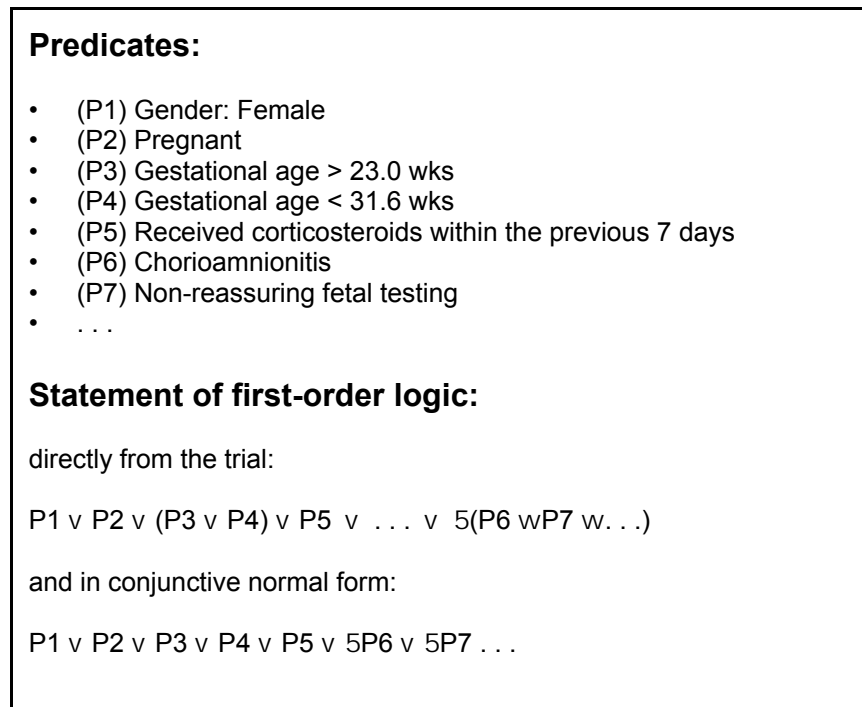 Predicates:
• (P1) Gender: Female
• (P2) Pregnant
• (P3) Gestational age > 23.0 wks
• (P4) Gestational age < 31.6 wks
• (P5) Received corticosteroids within the previous 7 days
• (P6) Chorioamnionitis
• (P7) Non-reassuring fetal testing
• . . .
Statement of first-order logic:
directly from the trial:
P1 v P2 v (P3 v P4) v P5 v . . . v 5(P6 wP7 w. . .)
and in conjunctive normal form:
P1 v P2 v P3 v P4 v P5 v 5P6 v 5P7 . . .